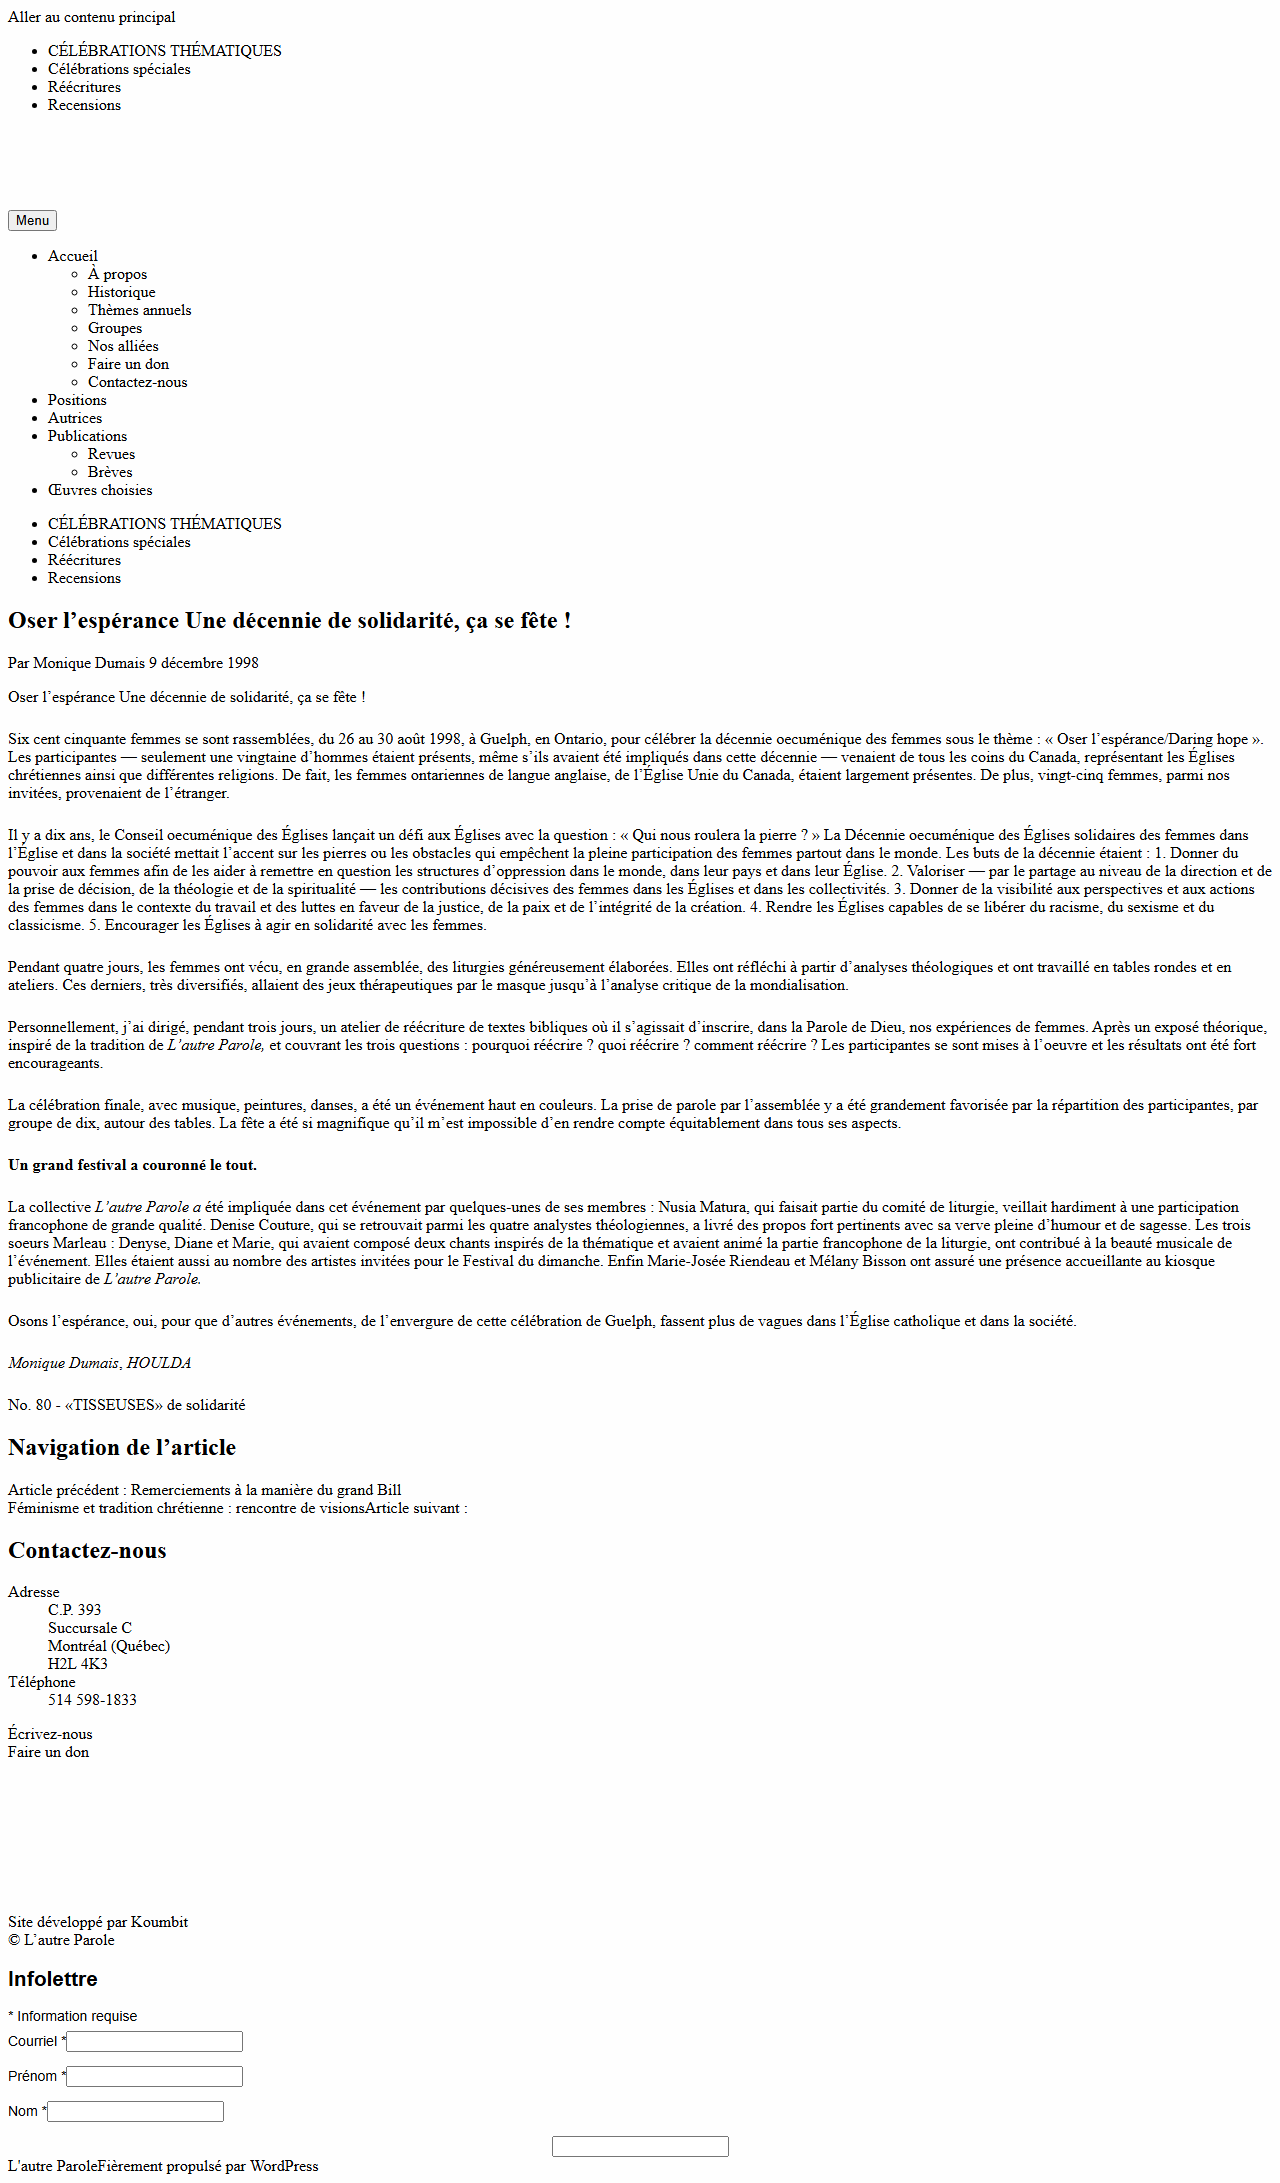 Aller au contenu principal
CÉLÉBRATIONS THÉMATIQUES
Célébrations spéciales
Réécritures
Recensions
Menu
Accueil
À propos
Historique
Thèmes annuels
Groupes
Nos alliées
Faire un don
Contactez-nous
Positions
Autrices
Publications
Revues
Brèves
Œuvres choisies
CÉLÉBRATIONS THÉMATIQUES
Célébrations spéciales
Réécritures
Recensions
Oser l’espérance Une décennie de solidarité, ça se fête !
Par Monique Dumais 9 décembre 1998
Oser l’espérance Une décennie de solidarité, ça se fête !
Six cent cinquante femmes se sont rassemblées, du 26 au 30 août 1998, à Guelph, en Ontario, pour célébrer la décennie oecuménique des femmes sous le thème : « Oser l’espérance/Daring hope ».
Les participantes — seulement une vingtaine d’hommes étaient présents, même s’ils avaient été impliqués dans cette décennie — venaient de tous les coins du Canada, représentant les Églises
chrétiennes ainsi que différentes religions. De fait, les femmes ontariennes de langue anglaise, de l’Église Unie du Canada, étaient largement présentes. De plus, vingt-cinq femmes, parmi nos
invitées, provenaient de l’étranger.
Il y a dix ans, le Conseil oecuménique des Églises lançait un défi aux Églises avec la question : « Qui nous roulera la pierre ? » La Décennie oecuménique des Églises solidaires des femmes dans
l’Église et dans la société mettait l’accent sur les pierres ou les obstacles qui empêchent la pleine participation des femmes partout dans le monde. Les buts de la décennie étaient : 1. Donner du
pouvoir aux femmes afin de les aider à remettre en question les structures d’oppression dans le monde, dans leur pays et dans leur Église. 2. Valoriser — par le partage au niveau de la direction et de
la prise de décision, de la théologie et de la spiritualité — les contributions décisives des femmes dans les Églises et dans les collectivités. 3. Donner de la visibilité aux perspectives et aux actions
des femmes dans le contexte du travail et des luttes en faveur de la justice, de la paix et de l’intégrité de la création. 4. Rendre les Églises capables de se libérer du racisme, du sexisme et du
classicisme. 5. Encourager les Églises à agir en solidarité avec les femmes.
Pendant quatre jours, les femmes ont vécu, en grande assemblée, des liturgies généreusement élaborées. Elles ont réfléchi à partir d’analyses théologiques et ont travaillé en tables rondes et en
ateliers. Ces derniers, très diversifiés, allaient des jeux thérapeutiques par le masque jusqu’à l’analyse critique de la mondialisation.
Personnellement, j’ai dirigé, pendant trois jours, un atelier de réécriture de textes bibliques où il s’agissait d’inscrire, dans la Parole de Dieu, nos expériences de femmes. Après un exposé théorique,
inspiré de la tradition de L’autre Parole, et couvrant les trois questions : pourquoi réécrire ? quoi réécrire ? comment réécrire ? Les participantes se sont mises à l’oeuvre et les résultats ont été fort
encourageants.
La célébration finale, avec musique, peintures, danses, a été un événement haut en couleurs. La prise de parole par l’assemblée y a été grandement favorisée par la répartition des participantes, par
groupe de dix, autour des tables. La fête a été si magnifique qu’il m’est impossible d’en rendre compte équitablement dans tous ses aspects.
Un grand festival a couronné le tout.
La collective L’autre Parole a été impliquée dans cet événement par quelques-unes de ses membres : Nusia Matura, qui faisait partie du comité de liturgie, veillait hardiment à une participation
francophone de grande qualité. Denise Couture, qui se retrouvait parmi les quatre analystes théologiennes, a livré des propos fort pertinents avec sa verve pleine d’humour et de sagesse. Les trois
soeurs Marleau : Denyse, Diane et Marie, qui avaient composé deux chants inspirés de la thématique et avaient animé la partie francophone de la liturgie, ont contribué à la beauté musicale de
l’événement. Elles étaient aussi au nombre des artistes invitées pour le Festival du dimanche. Enfin Marie-Josée Riendeau et Mélany Bisson ont assuré une présence accueillante au kiosque
publicitaire de L’autre Parole.
Osons l’espérance, oui, pour que d’autres événements, de l’envergure de cette célébration de Guelph, fassent plus de vagues dans l’Église catholique et dans la société.
Monique Dumais, HOULDA
No. 80 - «TISSEUSES» de solidarité
Navigation de l’article
Article précédent : Remerciements à la manière du grand Bill
Féminisme et tradition chrétienne : rencontre de visionsArticle suivant :
Contactez-nous
Adresse
C.P. 393
Succursale C
Montréal (Québec)
H2L 4K3
Téléphone
514 598-1833
Écrivez-nous
Faire un don
Site développé par Koumbit
© L’autre Parole
Infolettre
* Information requise
Courriel *
Prénom *
Nom *
L'autre ParoleFièrement propulsé par WordPress